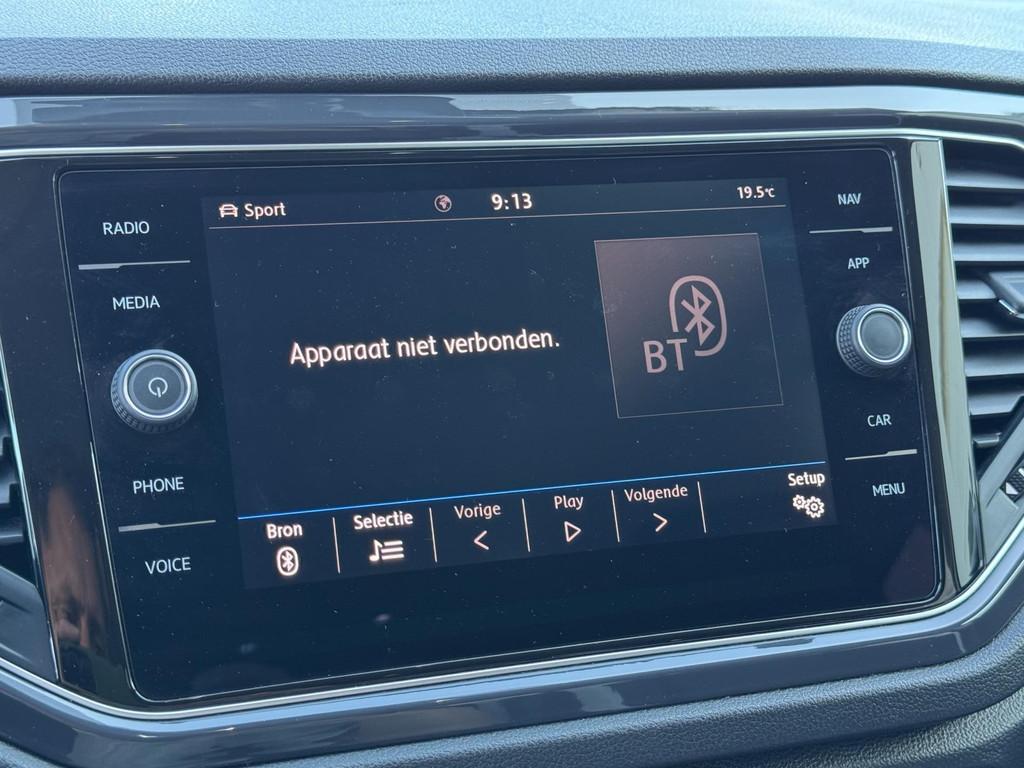 RADIO
MEDIA
PHONE
VOICE
Sport
9:13
19.5°C
Apparaat niet verbonden.
BT
Bron
Selectie
Vorige
Play
Volgende
Setup
NAV
APP
CAR
MENU